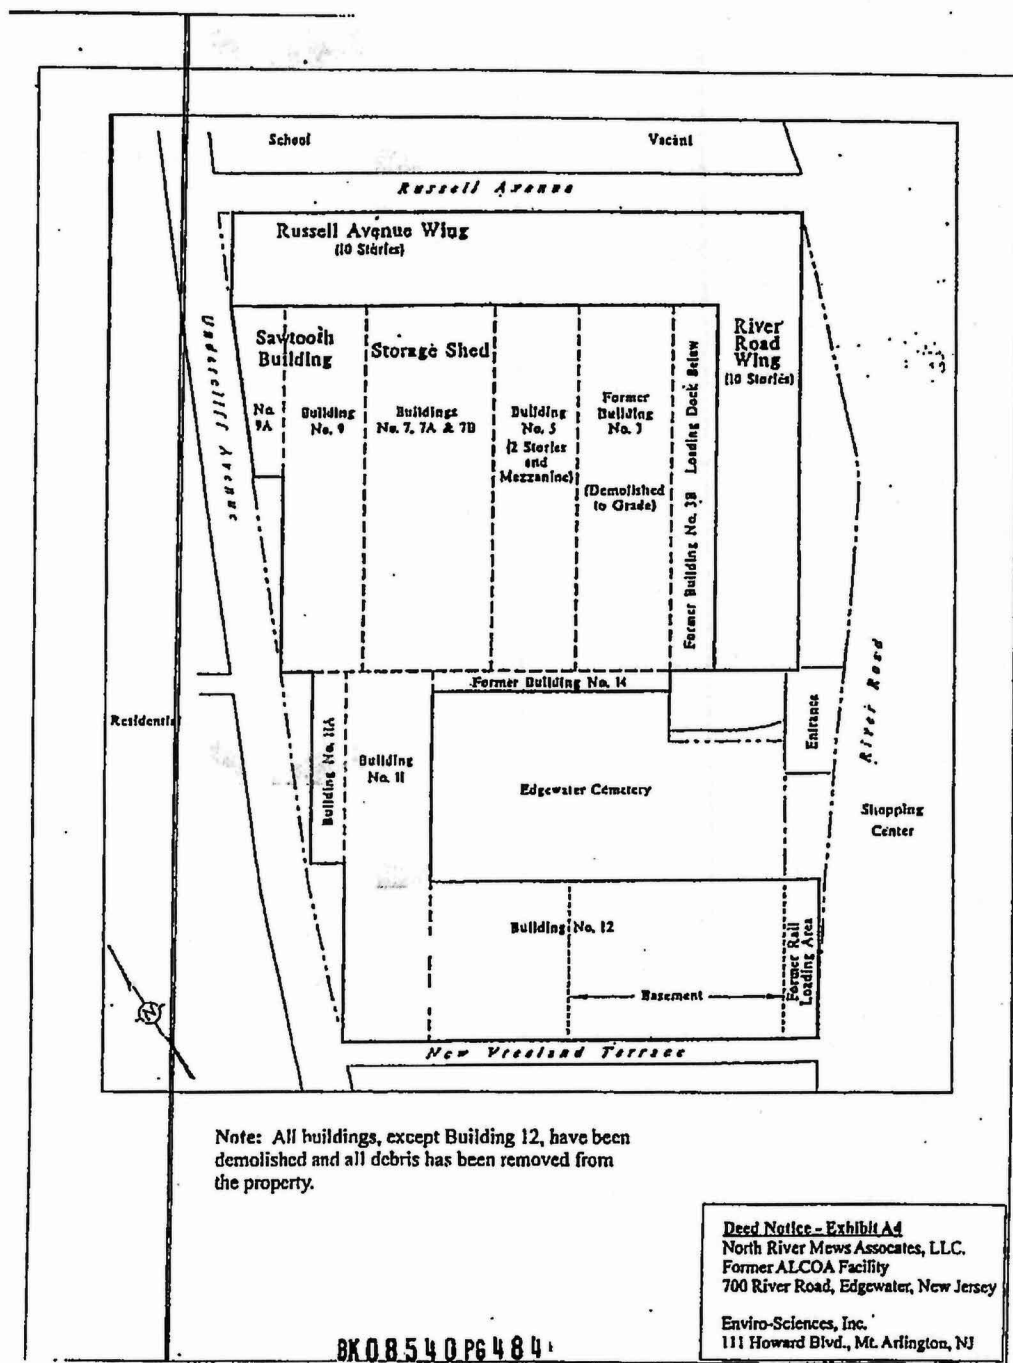 School
Vacant
Russell Avenue
Russell Avenue Wing
(10 Stories)
Undercliff Avenue
Sawtooth
Building
Storage Shed
River
Road
Wing
(10 Stories)
No.
9A
Building
No. 9
Buildings
No. 7, 7A & 7B
Building
No. 5
(2 Stories
and
Mezzanine)
Former
Building
No. 3
(Demolished
to Grade)
Former Building No. 3B Loading Dock Below
Former Building No. 14
Residential
Building No. 11A
Building
No. 11
Edgewater Cemetery
Entrance
River Road
Shopping
Center
Building No. 12
Basement
Former Rail
Loading Area
N
New Vreeland Terrace
Note: All buildings, except Building 12, have been
demolished and all debris has been removed from
the property.
Deed Notice - Exhibit A4
North River Mews Assocates, LLC.
Former ALCOA Facility
700 River Road, Edgewater, New Jersey
Enviro-Sciences, Inc.
111 Howard Blvd., Mt. Arlington, NJ
BK08540PG484